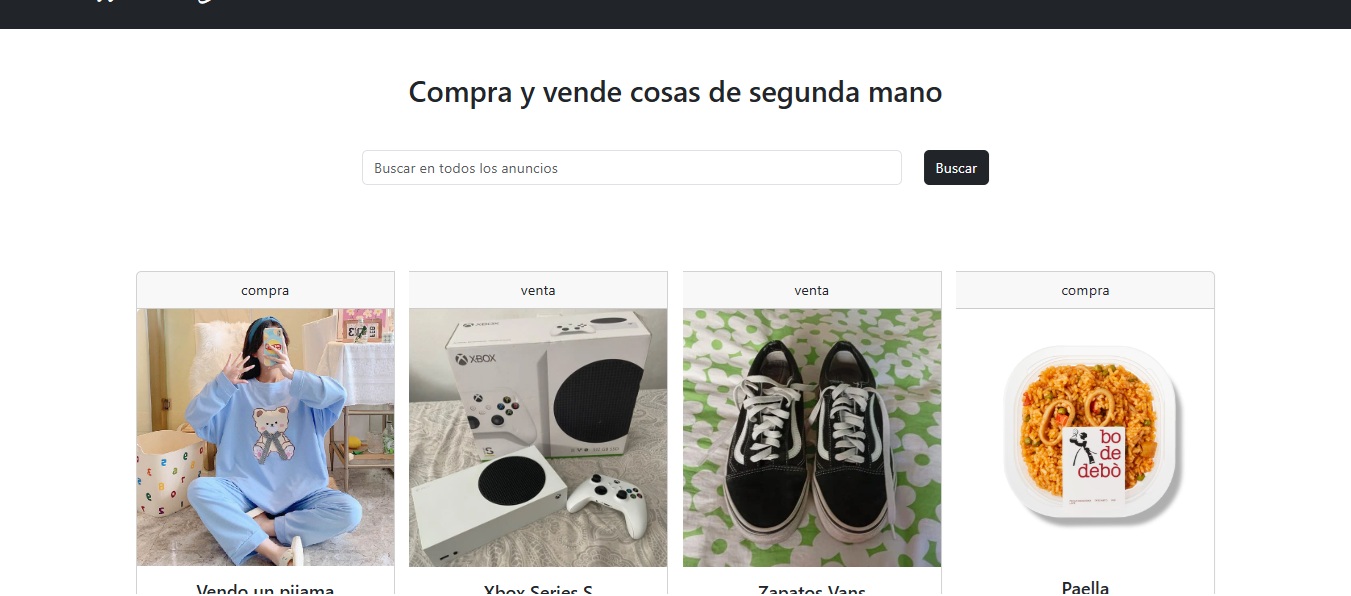 Compra y vende cosas de segunda mano
Buscar en todos los anuncios
Buscar
compra
venta
venta
compra
XBOX
XBOX
bo
de
debò
Vendo un pijama
Xbox Series S
Zapatos Vans
Paella